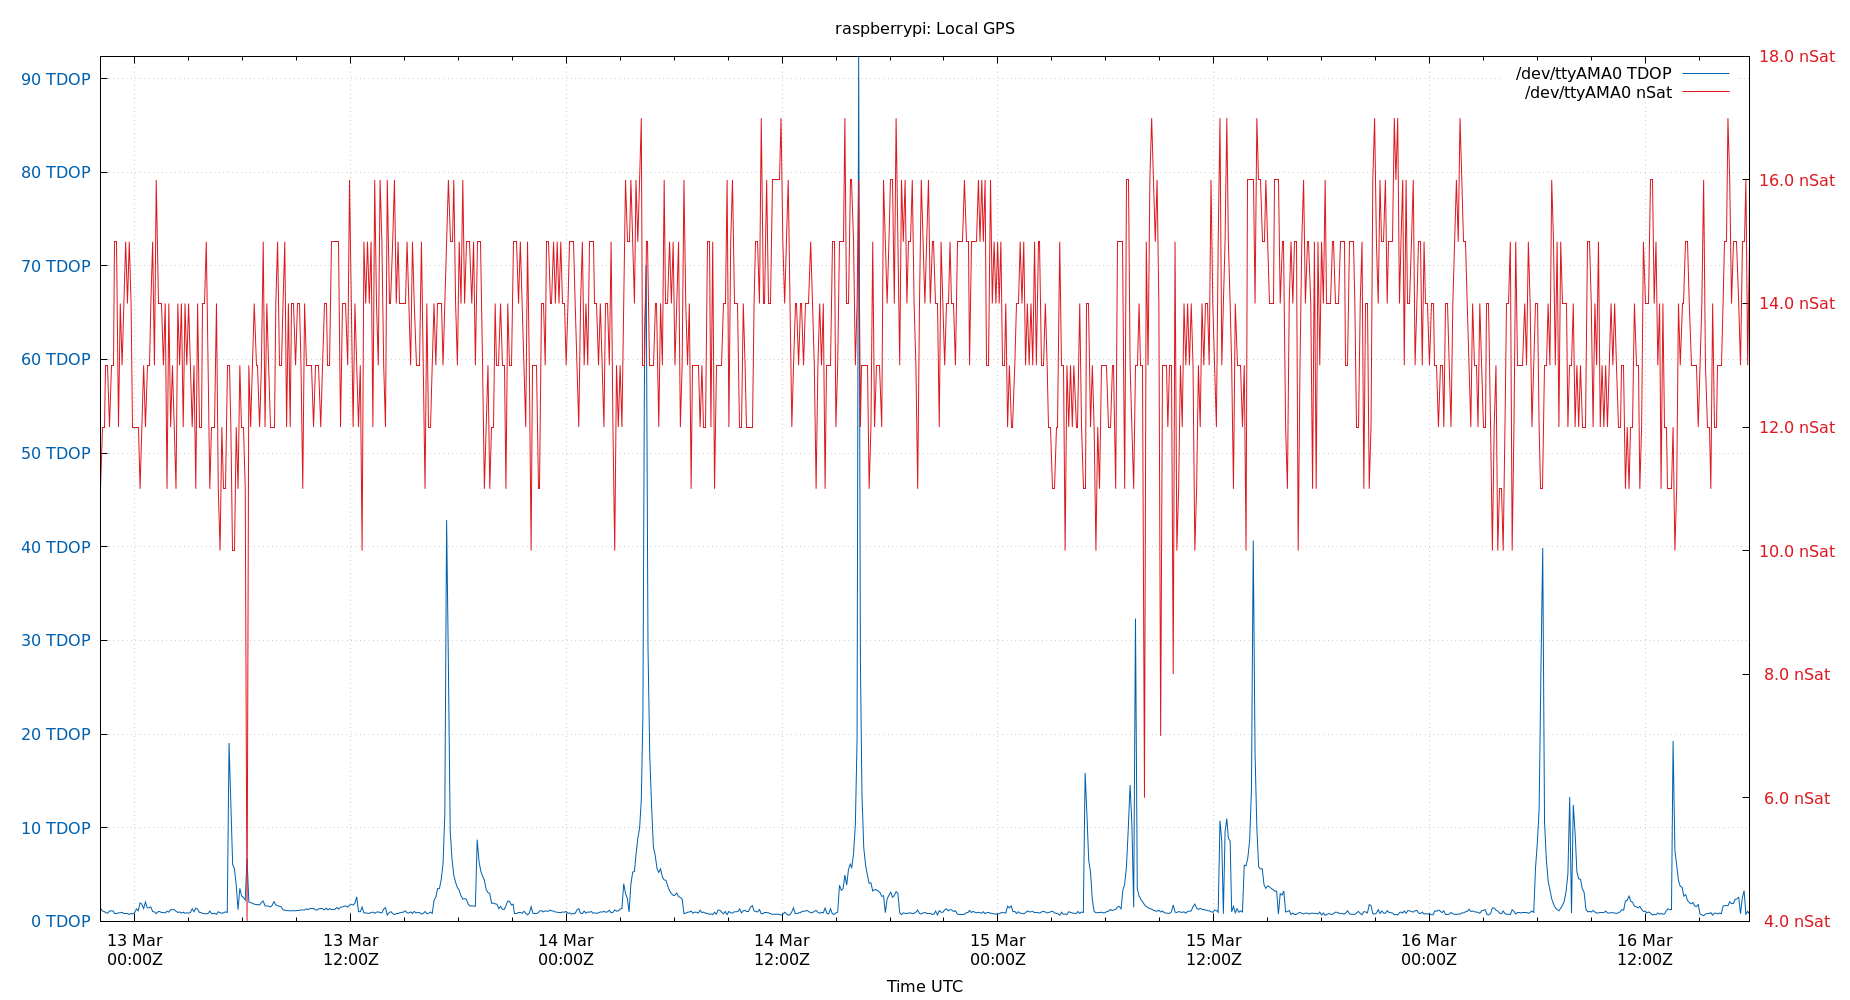 raspberrypi: Local GPS
/dev/ttyAMA0 TDOP
/dev/ttyAMA0 nSat
90 TDOP
80 TDOP
70 TDOP
60 TDOP
50 TDOP
40 TDOP
30 TDOP
20 TDOP
10 TDOP
0 TDOP
18.0 nSat
16.0 nSat
14.0 nSat
12.0 nSat
10.0 nSat
8.0 nSat
6.0 nSat
4.0 nSat
13 Mar
00:00Z
13 Mar
12:00Z
14 Mar
00:00Z
14 Mar
12:00Z
15 Mar
00:00Z
15 Mar
12:00Z
16 Mar
00:00Z
16 Mar
12:00Z
Time UTC